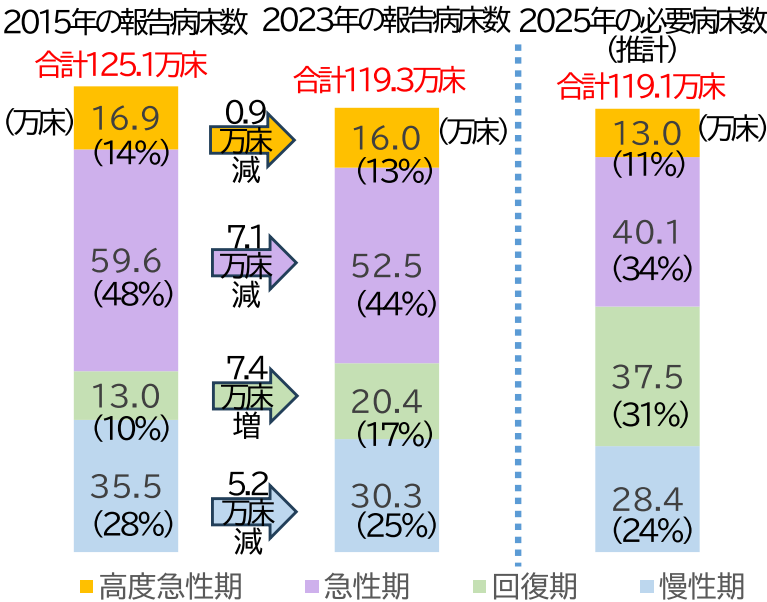 2015年の報告病床数
合計125.1万床
(万床)
16.9
(14%)
59.6
(48%)
13.0
(10%)
35.5
(28%)
0.9
万床
減
7.1
万床
減
7.4
万床
増
5.2
万床
減
2023年の報告病床数
合計119.3万床
(万床)
16.0
(13%)
52.5
(44%)
20.4
(17%)
30.3
(25%)
2025年の必要病床数
(推計)
合計119.1万床
(万床)
13.0
(11%)
40.1
(34%)
37.5
(31%)
28.4
(24%)
高度急性期 急性期 回復期 慢性期